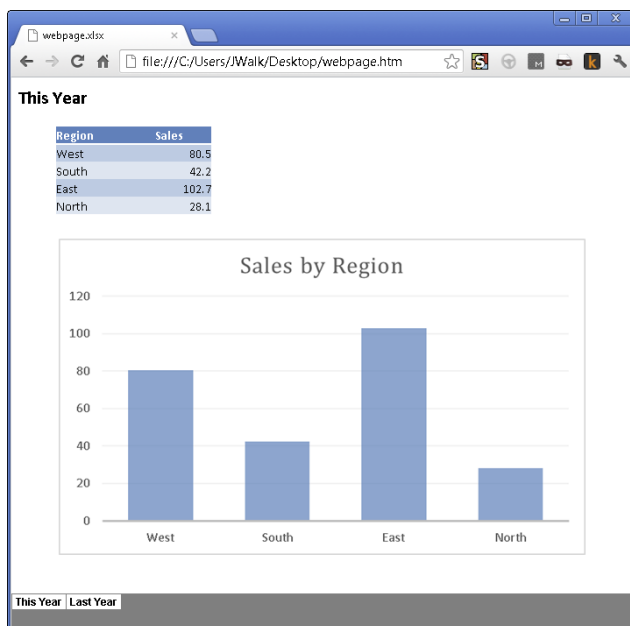 webpage.xlsx
file:///C:/Users/JWalk/Desktop/webpage.htm
This Year
Region Sales
West 80.5
South 42.2
East 102.7
North 28.1
Sales by Region
120
100
80
60
40
20
0
West South East North
This Year Last Year